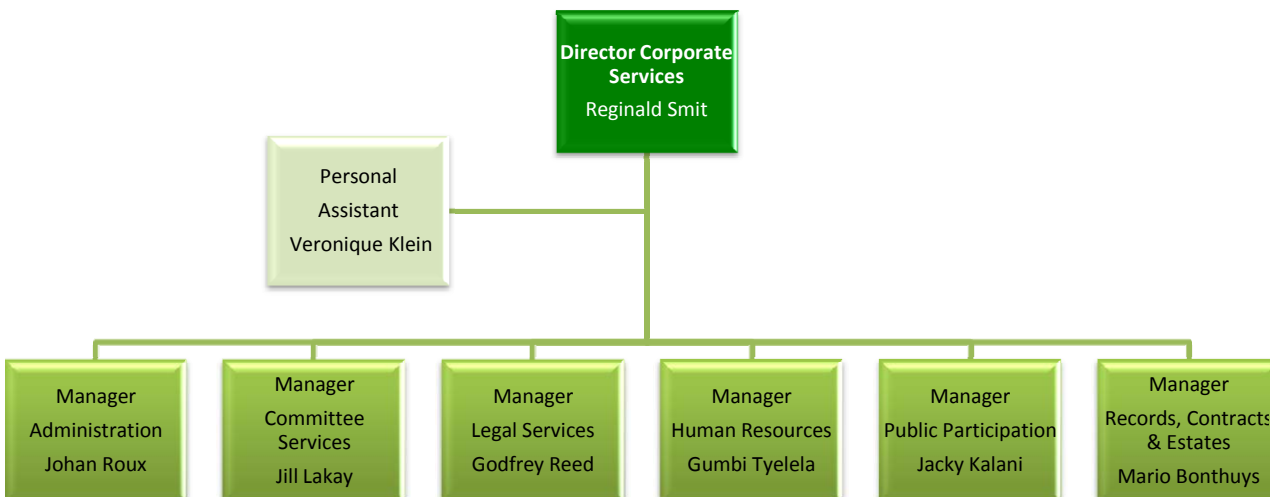 Director Corporate
Services
Reginald Smit
Personal
Assistant
Veronique Klein
Manager
Administration
Johan Roux
Manager
Committee
Services
Jill Lakay
Manager
Legal Services
Godfrey Reed
Manager
Human Resources
Gumbi Tyelela
Manager
Public Participation
Jacky Kalani
Manager
Records, Contracts
& Estates
Mario Bonthuys